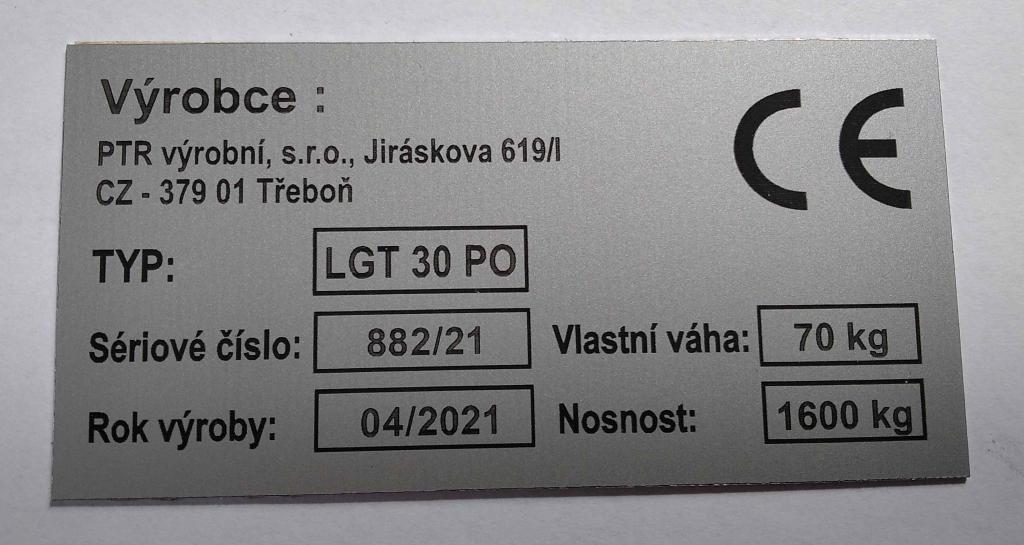 Výrobce :
PTR výrobní, s.r.o., Jiráskova 619/I
CZ - 379 01 Třeboň
CE
TYP: LGT 30 PO
Sériové číslo: 882/21 Vlastní váha: 70 kg
Rok výroby: 04/2021 Nosnost: 1600 kg